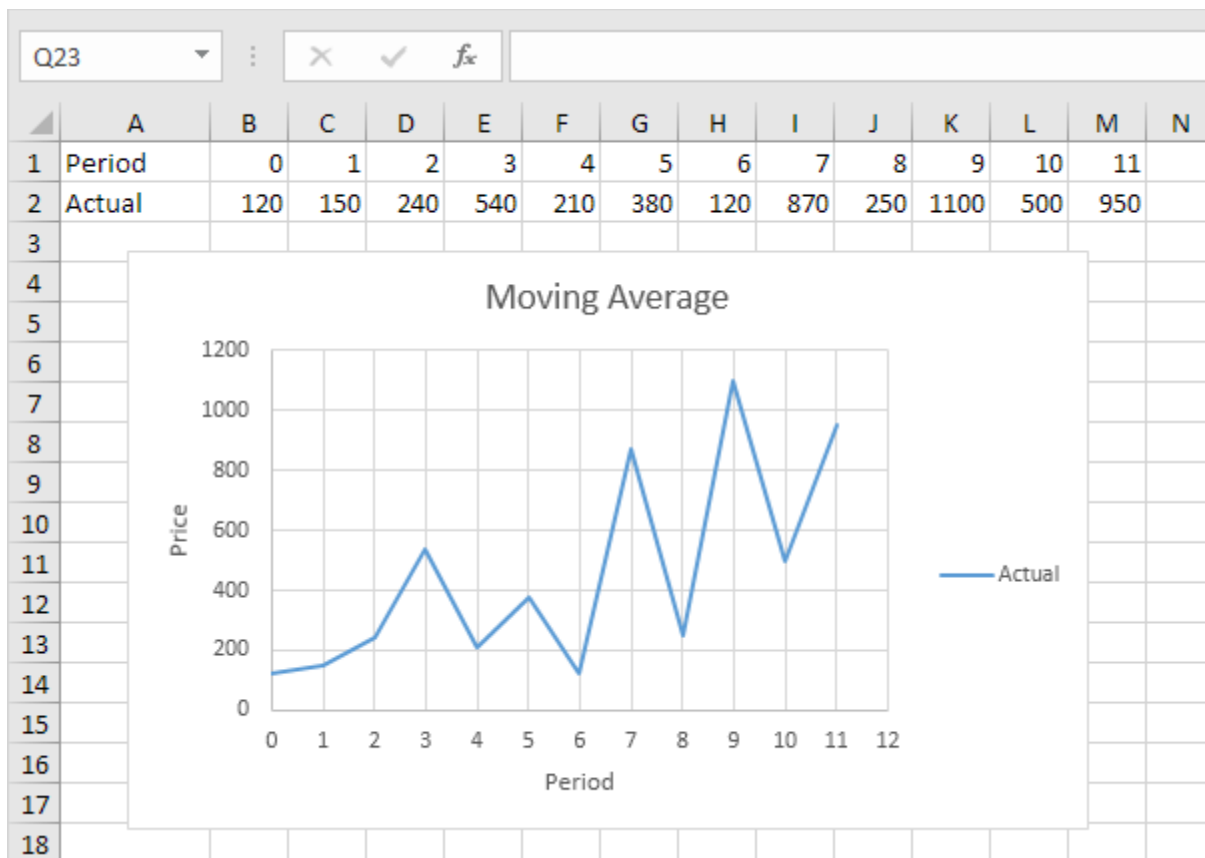 Q23 fx
A B C D E F G H I J K L M N
1 Period 0 1 2 3 4 5 6 7 8 9 10 11
2 Actual 120 150 240 540 210 380 120 870 250 1100 500 950
3
4
5
6
7
8
9
10
11
12
13
14
15
16
17
18
Moving Average
1200
1000
800
600
400
200
0
Price
0 1 2 3 4 5 6 7 8 9 10 11 12
Period
Actual